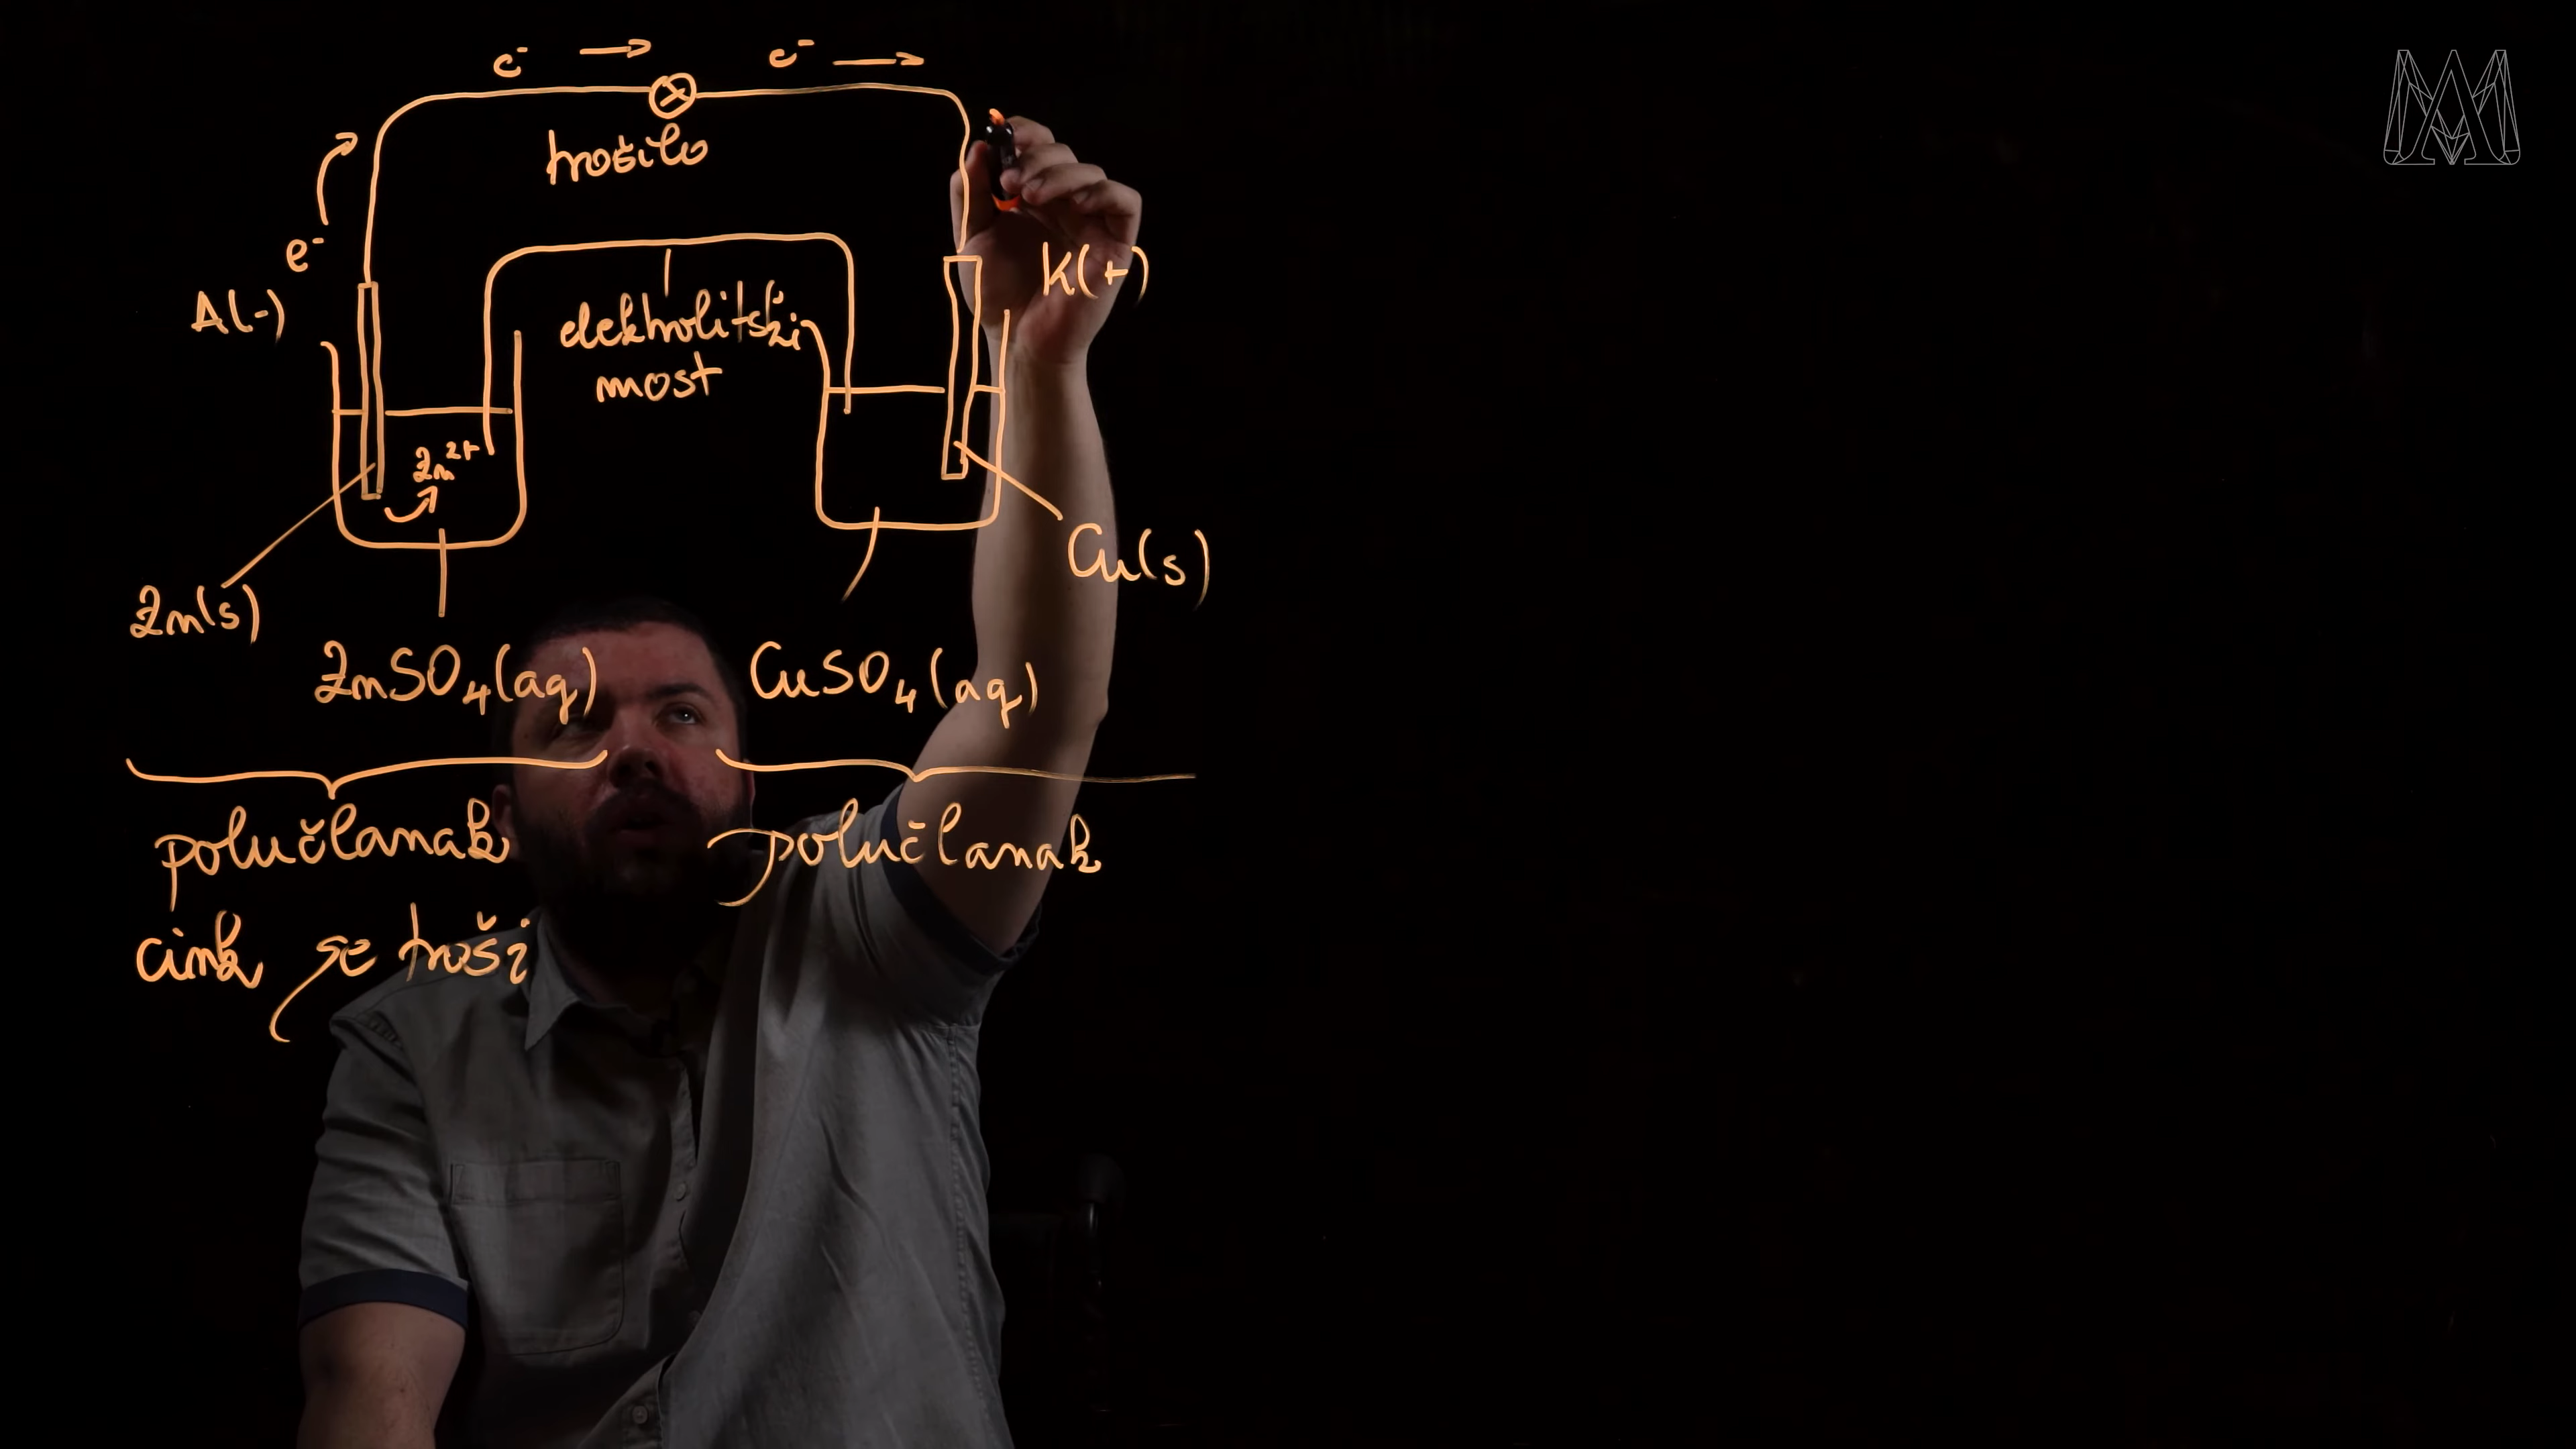 e⁻ → e⁻ →
trošilo
e⁻
A(-)
K(+)
elektrolitski
most
Zn²⁺
Cu(s)
Zn(s)
ZnSO₄(aq) CuSO₄(aq)
polučlanak polučlanak
cink se troši